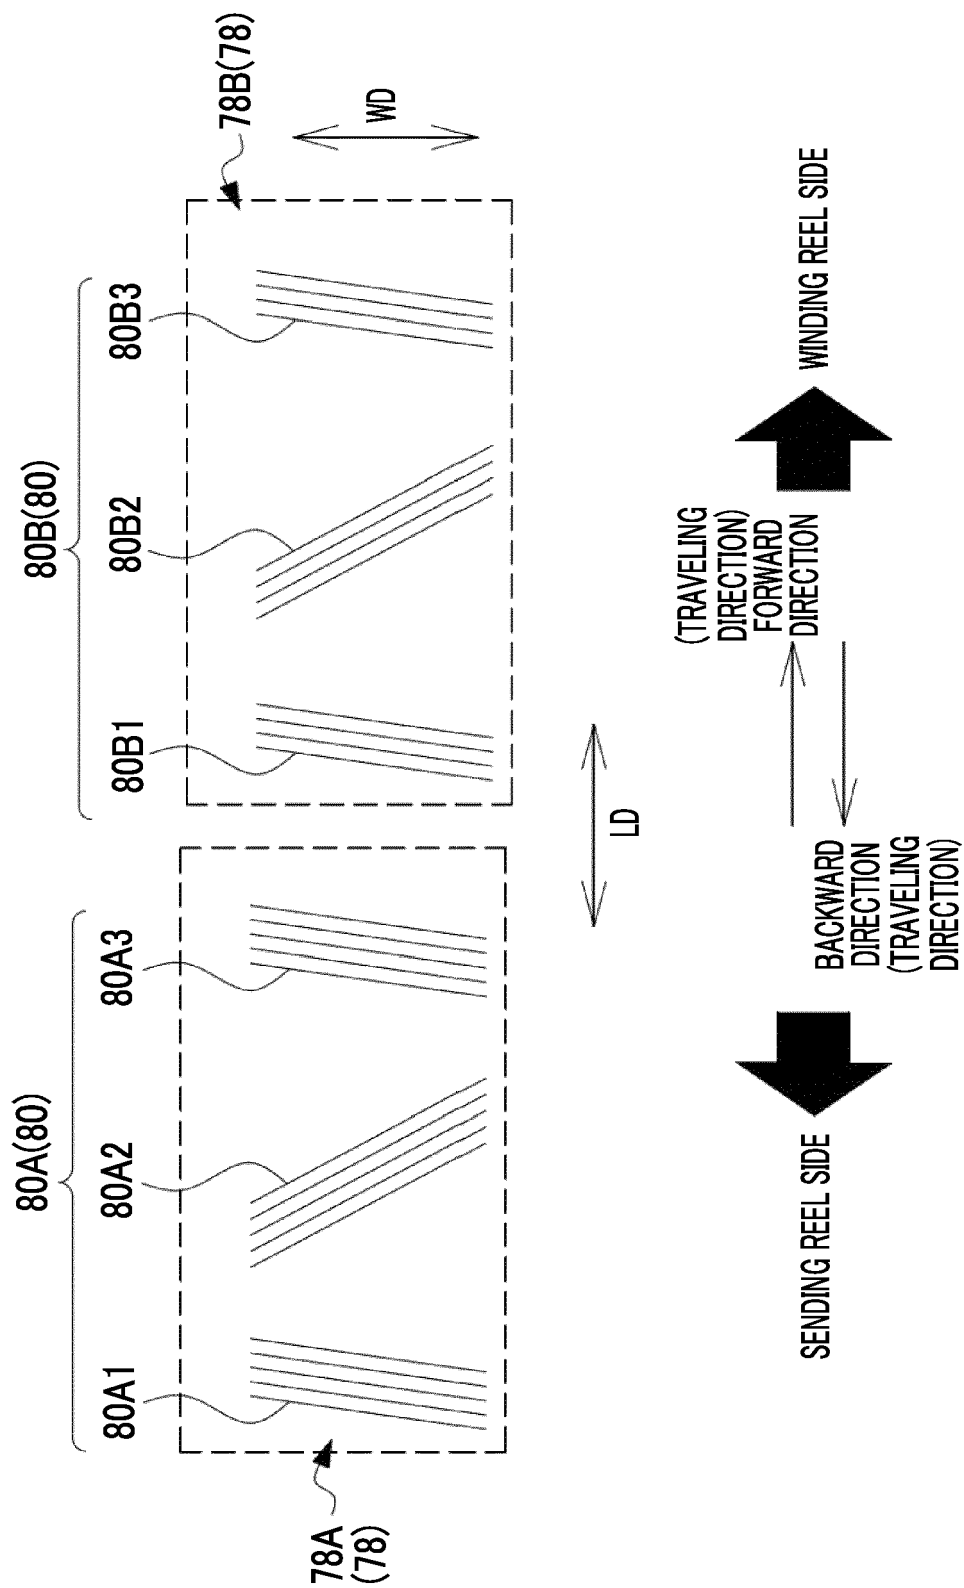 80A(80)
80B(80)
80A1
80A2
80A3
80B1
80B2
80B3
78A
(78)
78B(78)
WD
LD
SENDING REEL SIDE
BACKWARD
DIRECTION
(TRAVELING
DIRECTION)
(TRAVELING
DIRECTION)
FORWARD
DIRECTION
WINDING REEL SIDE